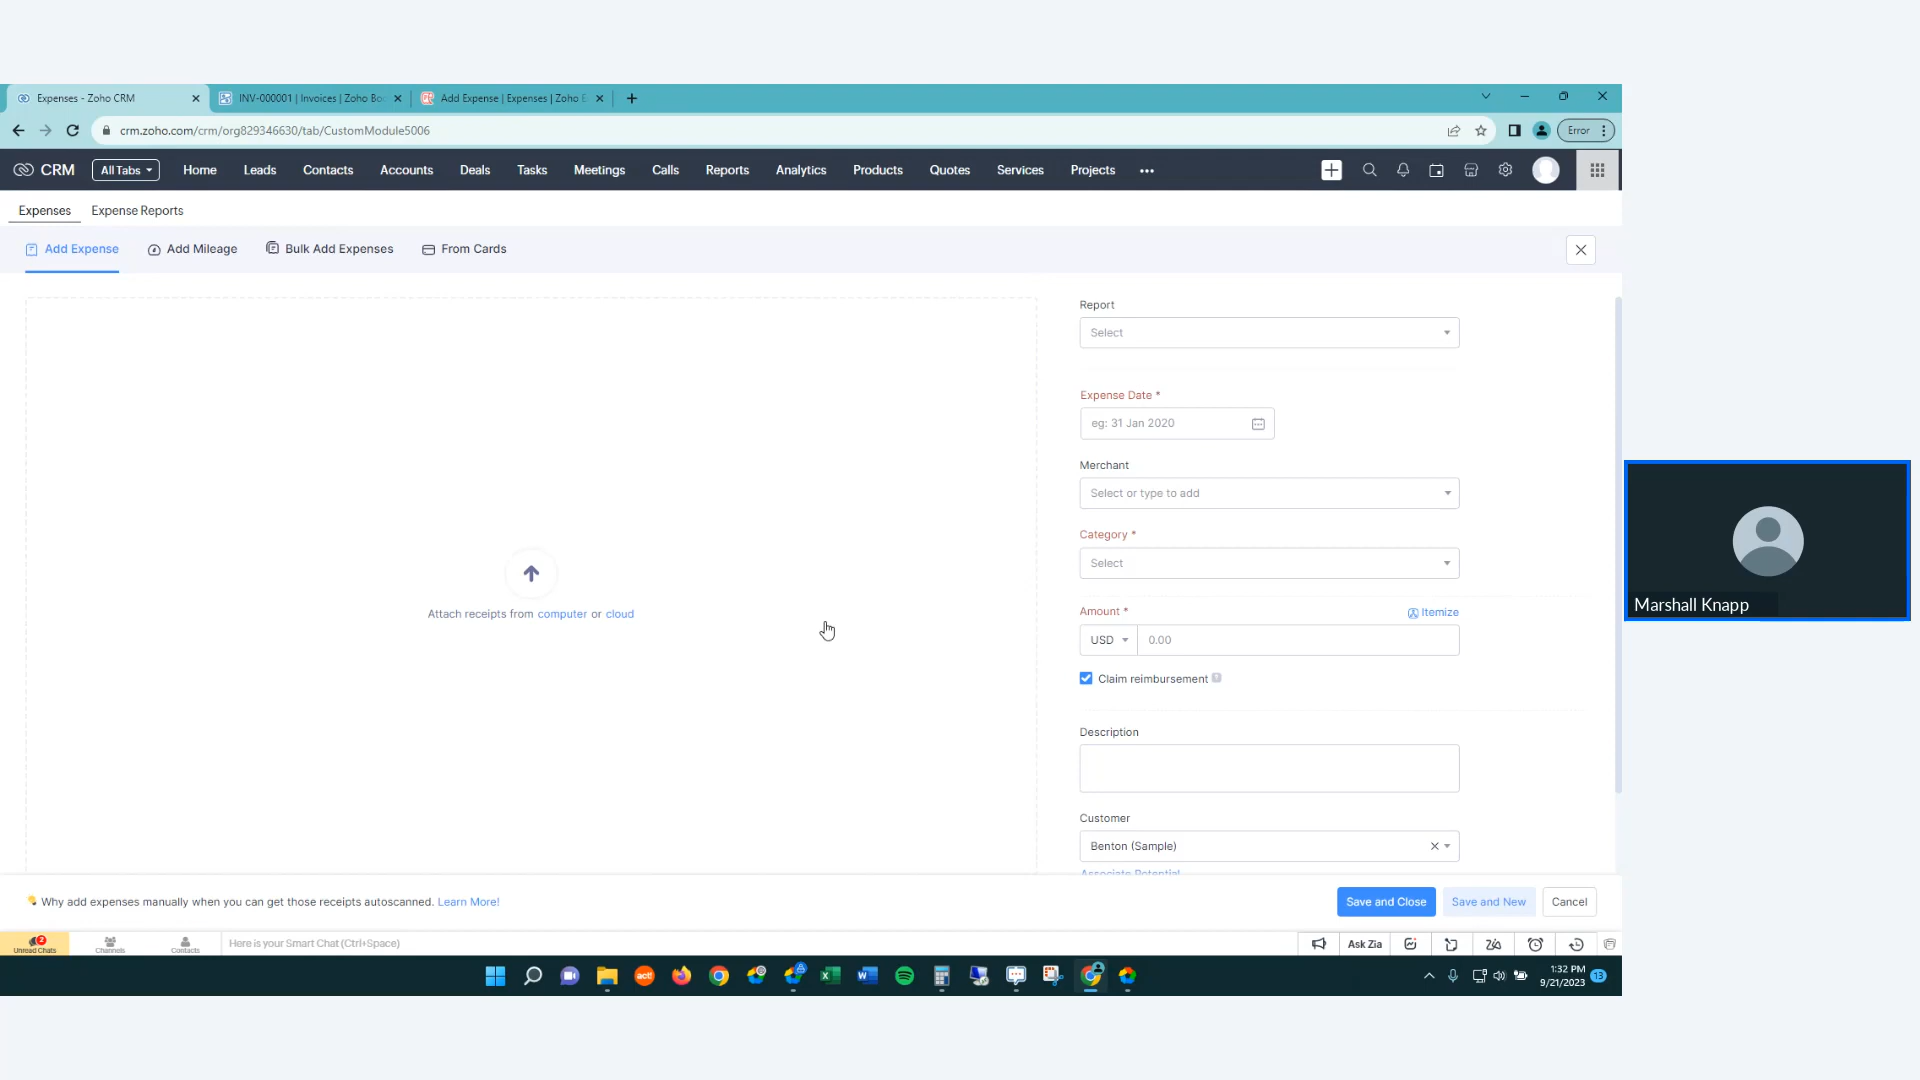 Expenses - Zoho CRM
INV-000001 | Invoices | Zoho Boo
Add Expense | Expenses | Zoho E
crm.zoho.com/crm/org829346630/tab/CustomModule5006
Error
CRM
All Tabs
Home
Leads
Contacts
Accounts
Deals
Tasks
Meetings
Calls
Reports
Analytics
Products
Quotes
Services
Projects
Expenses
Expense Reports
Add Expense
Add Mileage
Bulk Add Expenses
From Cards
Report
Select
Expense Date *
eg: 31 Jan 2020
Merchant
Select or type to add
Category *
Select
Attach receipts from computer or cloud
Amount *
Itemize
USD
0.00
Claim reimbursement
Description
Customer
Benton (Sample)
Associate Potential
Marshall Knapp
Why add expenses manually when you can get those receipts autoscanned. Learn More!
Save and Close
Save and New
Cancel
2
Unread Chats
Channels
Contacts
Here is your Smart Chat (Ctrl+Space)
Ask Zia
act!
1:32 PM
9/21/2023
13